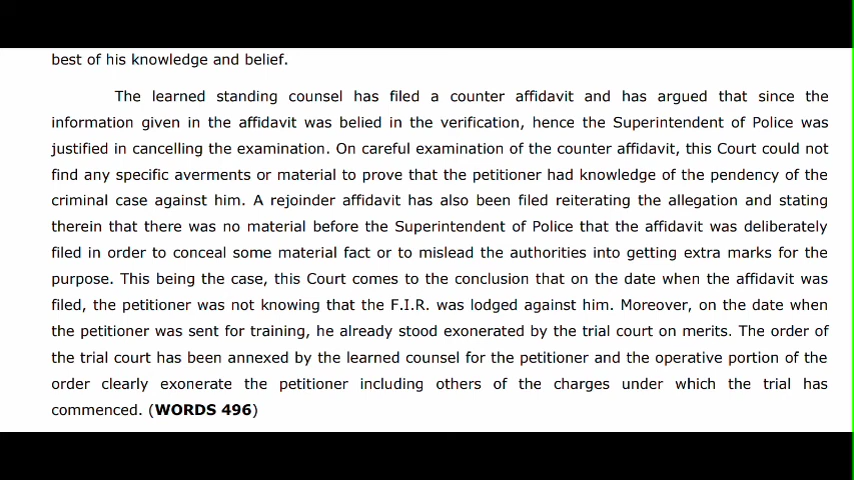 best of his knowledge and belief.
The learned standing counsel has filed a counter affidavit and has argued that since the
information given in the affidavit was belied in the verification, hence the Superintendent of Police was
justified in cancelling the examination. On careful examination of the counter affidavit, this Court could not
find any specific averments or material to prove that the petitioner had knowledge of the pendency of the
criminal case against him. A rejoinder affidavit has also been filed reiterating the allegation and stating
therein that there was no material before the Superintendent of Police that the affidavit was deliberately
filed in order to conceal some material fact or to mislead the authorities into getting extra marks for the
purpose. This being the case, this Court comes to the conclusion that on the date when the affidavit was
filed, the petitioner was not knowing that the F.I.R. was lodged against him. Moreover, on the date when
the petitioner was sent for training, he already stood exonerated by the trial court on merits. The order of
the trial court has been annexed by the learned counsel for the petitioner and the operative portion of the
order clearly exonerate the petitioner including others of the charges under which the trial has
commenced. (WORDS 496)